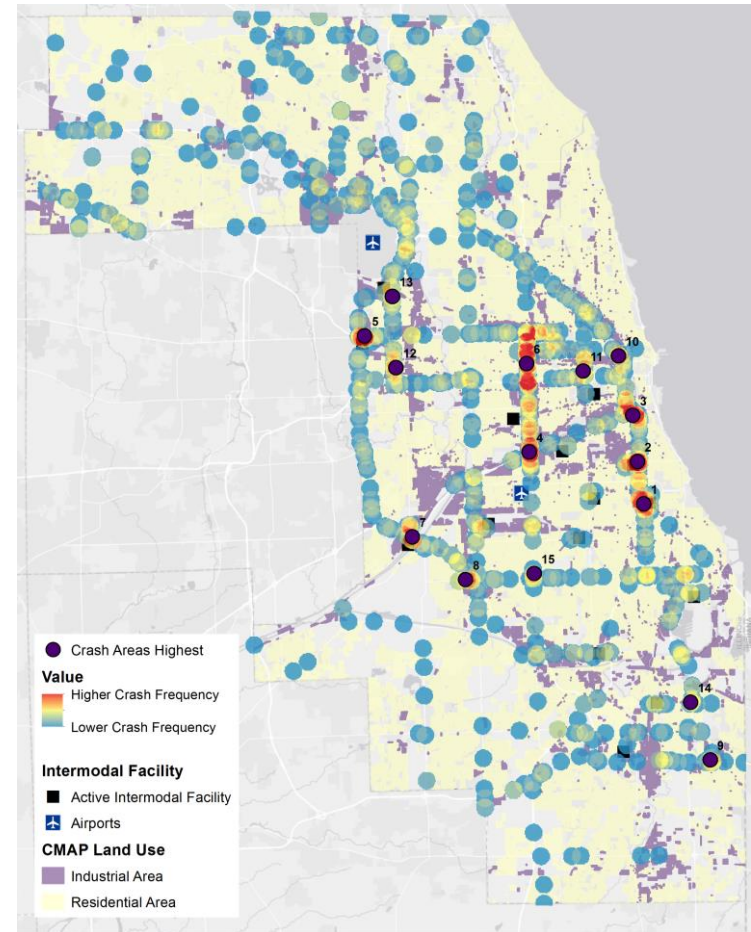 13
5
12
6
10
11
3
4
2
1
7
8
15
14
9
Crash Areas Highest
Value
Higher Crash Frequency
Lower Crash Frequency
Intermodal Facility
Active Intermodal Facility
Airports
CMAP Land Use
Industrial Area
Residential Area